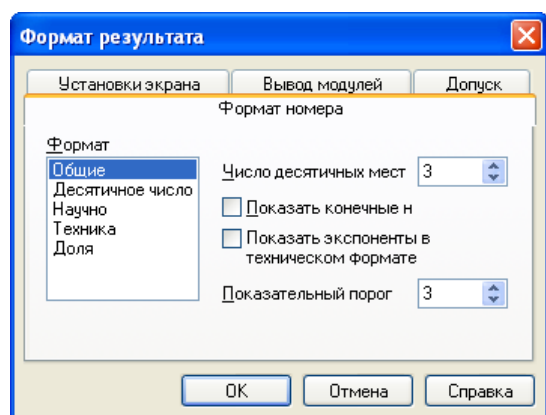 Формат результата
Установки экрана Вывод модулей Допуск
Формат номера
Формат
Общие
Десятичное число
Научно
Техника
Доля
Число десятичных мест 3
Показать конечные н
Показать экспоненты в
техническом формате
Показательный порог 3
OK Отмена Справка